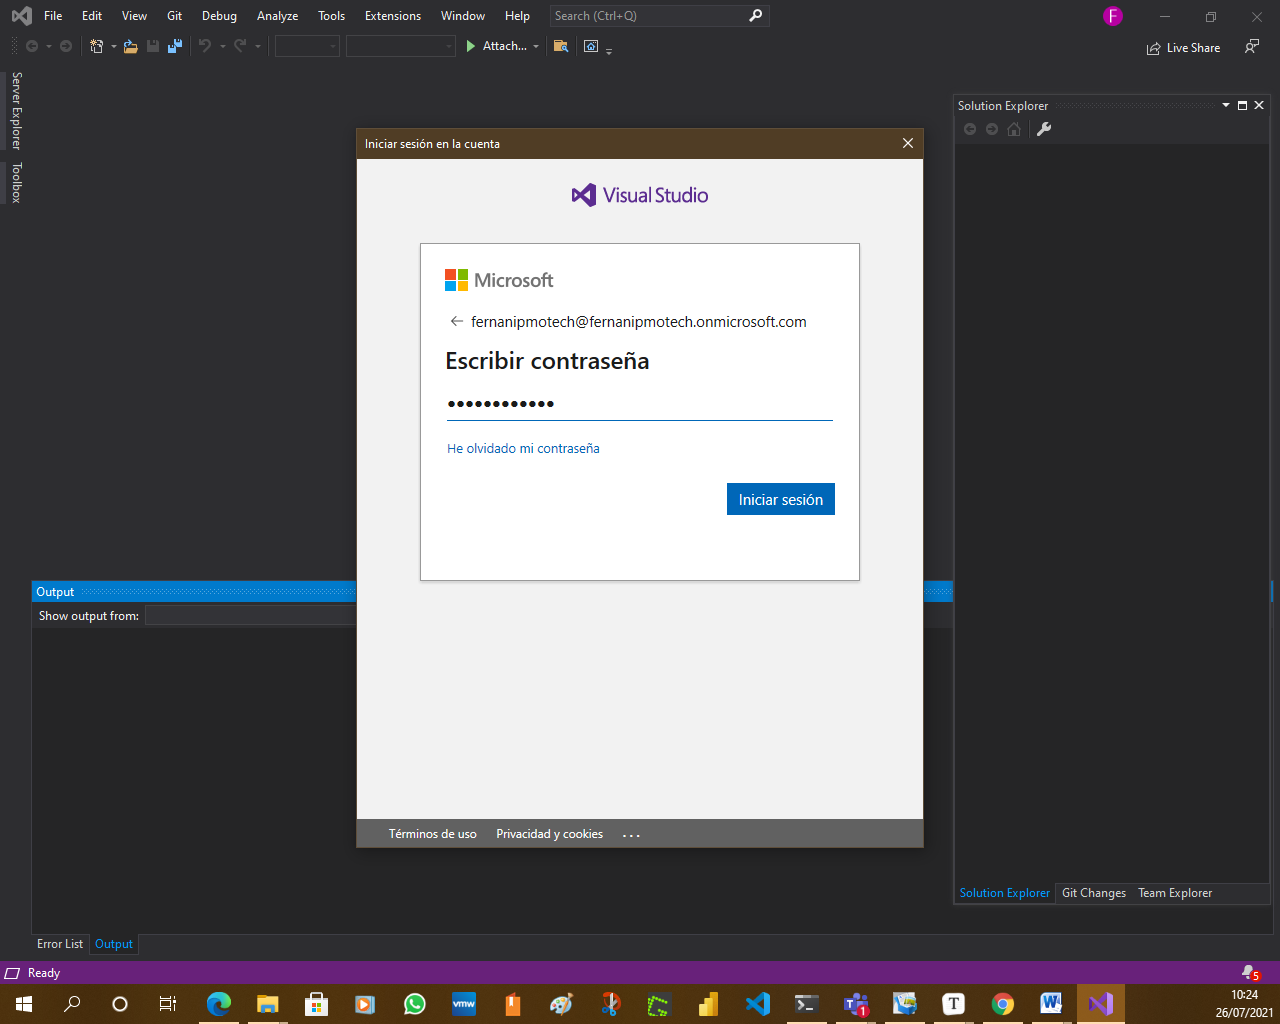 File Edit View Git Debug Analyze Tools Extensions Window Help Search (Ctrl+Q) F
Attach... Live Share
Server Explorer
Toolbox
Solution Explorer
Iniciar sesión en la cuenta
Visual Studio
Microsoft
fernanipmotech@fernanipmotech.onmicrosoft.com
Escribir contraseña
••••••••••••
He olvidado mi contraseña
Iniciar sesión
Output
Show output from:
Términos de uso Privacidad y cookies ...
Solution Explorer Git Changes Team Explorer
Error List Output
Ready 5
vmw T 1 T W
10:24
26/07/2021